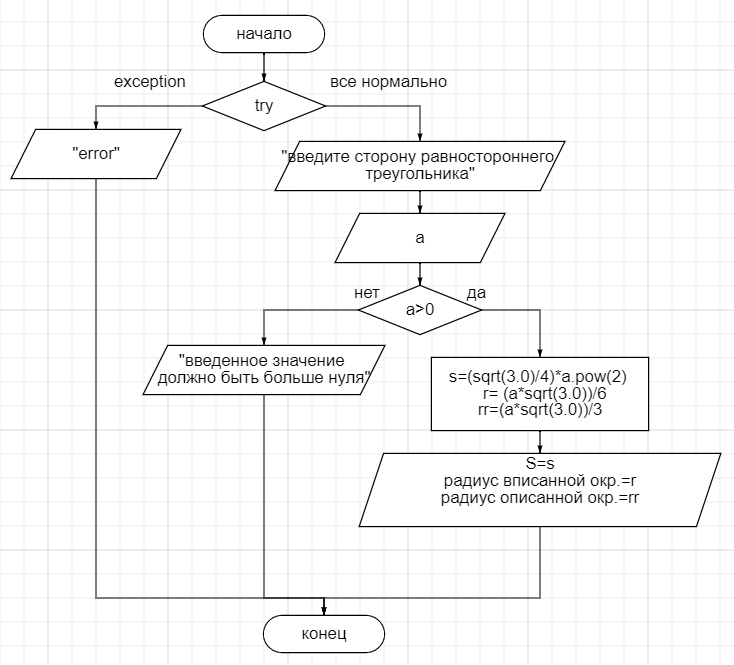 начало
exception
все нормально
try
"error"
"введите сторону равностороннего
треугольника"
a
нет
да
a>0
"введенное значение
должно быть больше нуля"
s=(sqrt(3.0)/4)*a.pow(2)
r= (a*sqrt(3.0))/6
rr=(a*sqrt(3.0))/3
S=s
радиус вписанной окр.=r
радиус описанной окр.=rr
конец